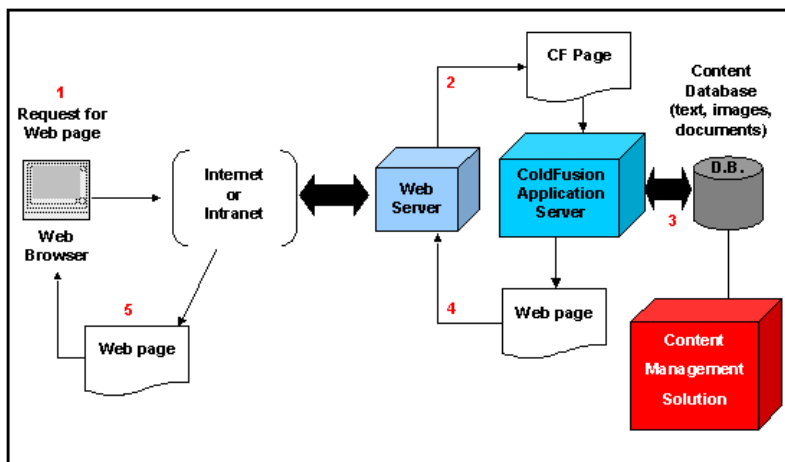 1
Request for
Web page
Web
Browser
Internet
or
Intranet
5
Web page
Web
Server
2
CF Page
ColdFusion
Application
Server
3
4
Web page
Content
Database
(text, images,
documents)
D.B.
Content
Management
Solution